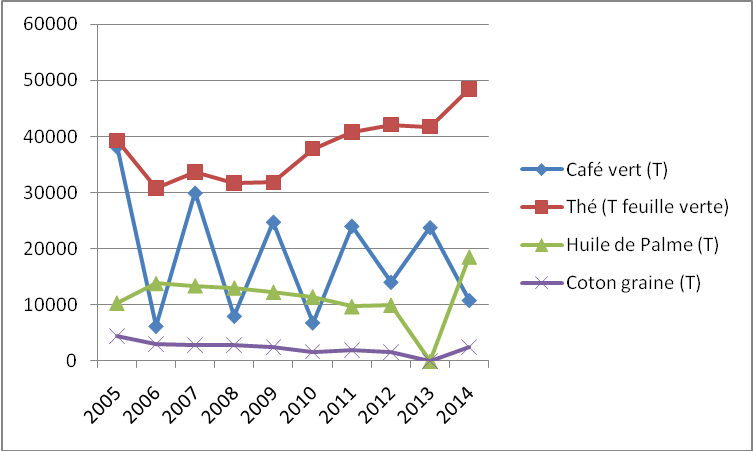 60000
50000
40000
30000
20000
10000
0
2005 2006 2007 2008 2009 2010 2011 2012 2013 2014
Café vert (T)
Thé (T feuille verte)
Huile de Palme (T)
Coton graine (T)